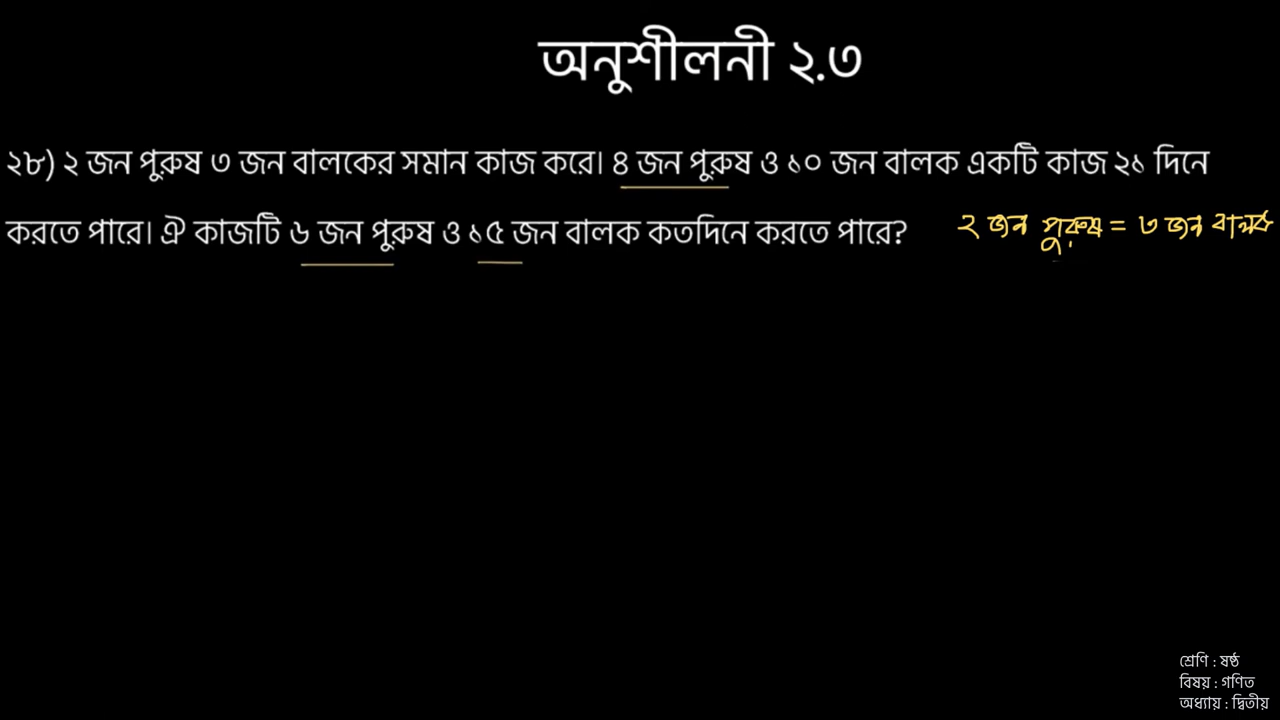 অনুশীলনী ২.৩
২৮) ২ জন পুরুষ ৩ জন বালকের সমান কাজ করে। ৪ জন পুরুষ ও ১০ জন বালক একটি কাজ ২১ দিনে
করতে পারে। ঐ কাজটি ৬ জন পুরুষ ও ১৫ জন বালক কতদিনে করতে পারে?
২ জন পুরুষ = ৩ জন বালক
শ্রেণি : ষষ্ঠ
বিষয় : গণিত
অধ্যায় : দ্বিতীয়